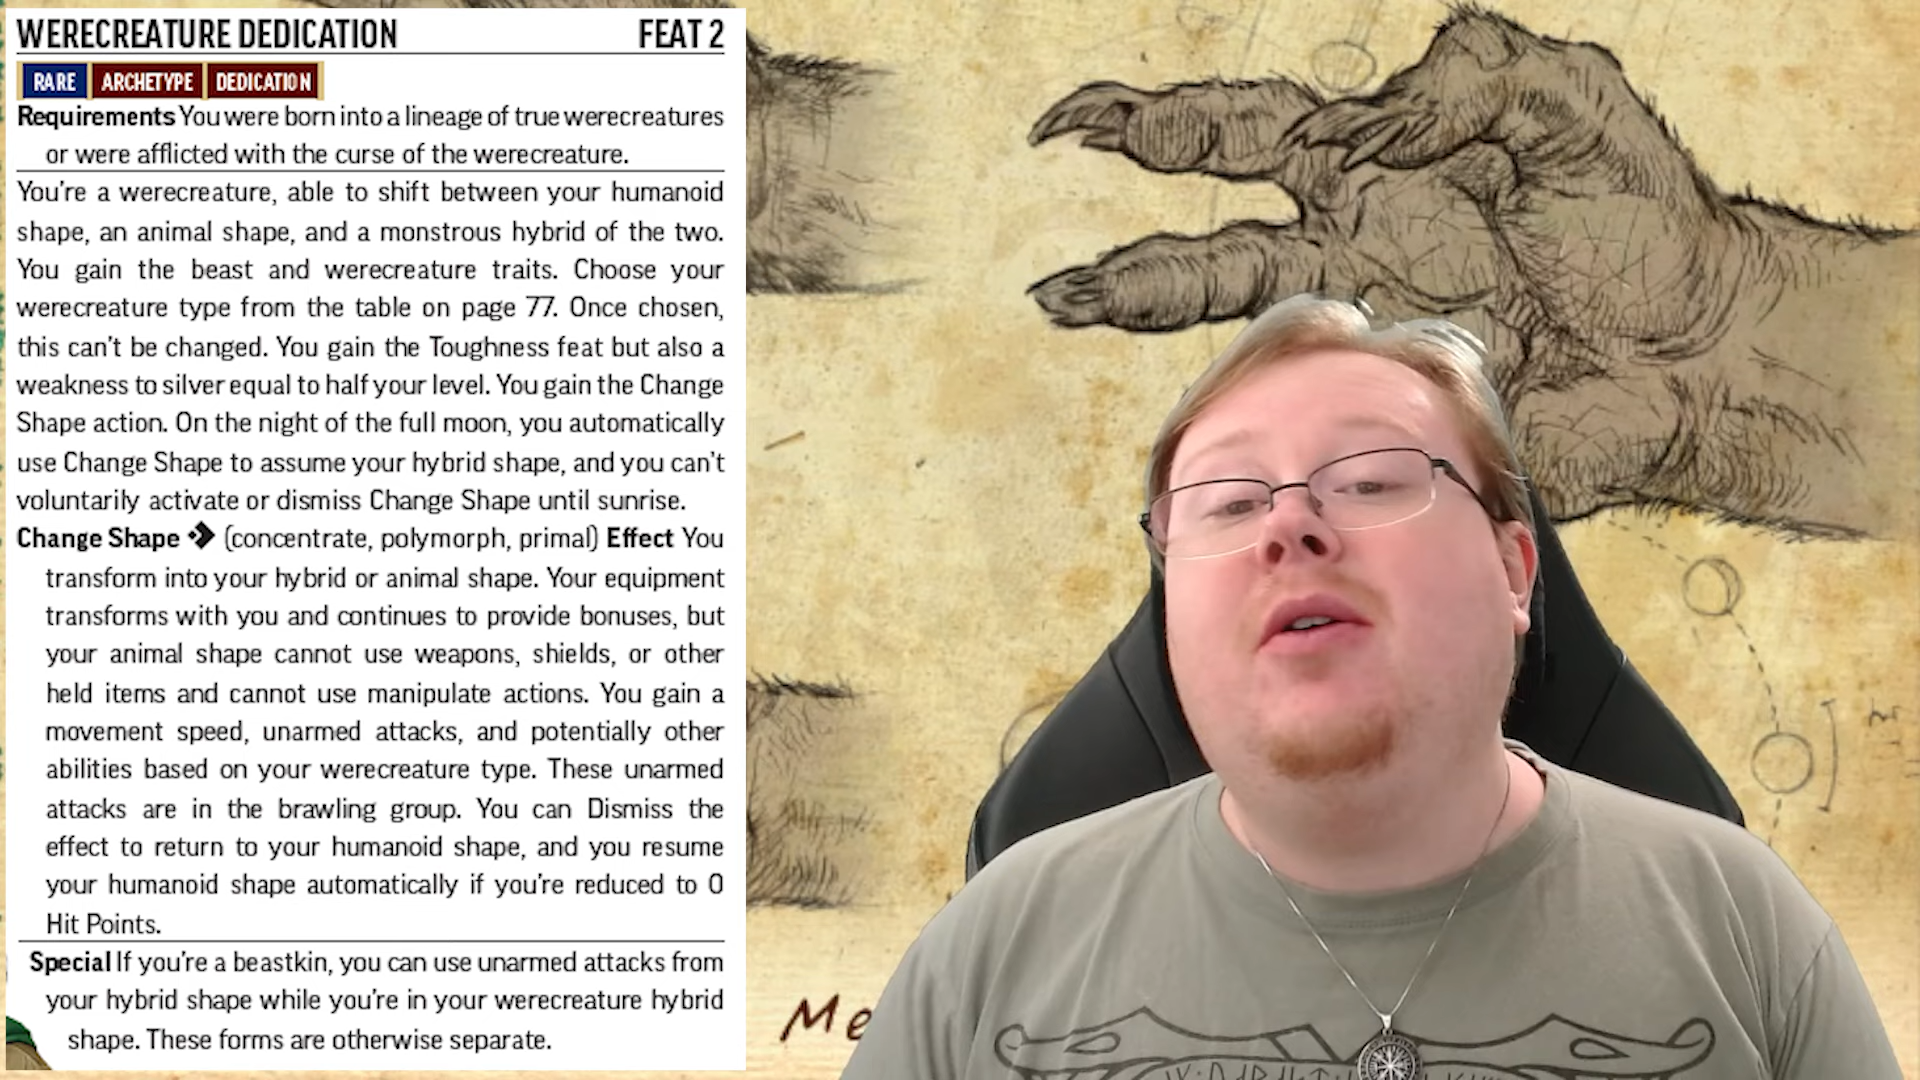 WERECREATURE DEDICATION FEAT 2
RARE ARCHETYPE DEDICATION
Requirements You were born into a lineage of true werecreatures
or were afflicted with the curse of the werecreature.
You're a werecreature, able to shift between your humanoid
shape, an animal shape, and a monstrous hybrid of the two.
You gain the beast and werecreature traits. Choose your
werecreature type from the table on page 77. Once chosen,
this can't be changed. You gain the Toughness feat but also a
weakness to silver equal to half your level. You gain the Change
Shape action. On the night of the full moon, you automatically
use Change Shape to assume your hybrid shape, and you can't
voluntarily activate or dismiss Change Shape until sunrise.
Change Shape (concentrate, polymorph, primal) Effect You
transform into your hybrid or animal shape. Your equipment
transforms with you and continues to provide bonuses, but
your animal shape cannot use weapons, shields, or other
held items and cannot use manipulate actions. You gain a
movement speed, unarmed attacks, and potentially other
abilities based on your werecreature type. These unarmed
attacks are in the brawling group. You can Dismiss the
effect to return to your humanoid shape, and you resume
your humanoid shape automatically if you're reduced to 0
Hit Points.
Special If you're a beastkin, you can use unarmed attacks from
your hybrid shape while you're in your werecreature hybrid
shape. These forms are otherwise separate.
Me